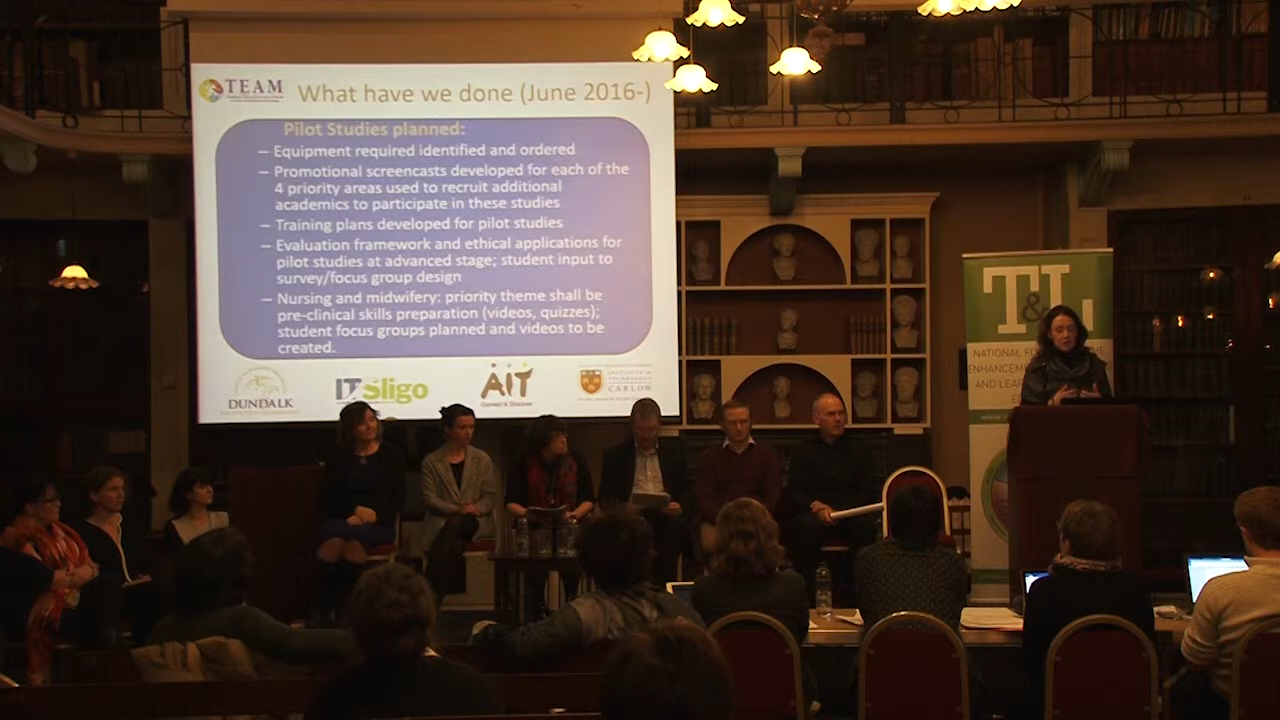 TEAM
What have we done (June 2016-)
Pilot Studies planned:
– Equipment required identified and ordered
– Promotional screencasts developed for each of the
4 priority areas used to recruit additional
academics to participate in these studies
– Training plans developed for pilot studies
– Evaluation framework and ethical applications for
pilot studies at advanced stage; student input to
survey/focus group design
– Nursing and midwifery: priority theme shall be
pre-clinical skills preparation (videos, quizzes);
student focus groups planned and videos to be
created.
DUNDALK
IT Sligo
AIT
Connect & Discover
INSTITUTE of
TECHNOLOGY
CARLOW
T&L
NATIONAL
ENHANCEM
AND LEAR